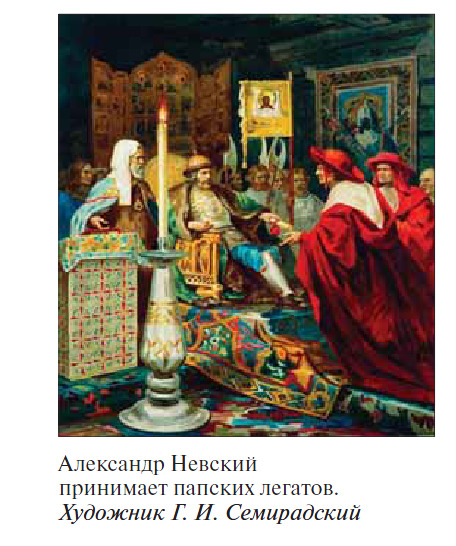 Александр Невский
принимает папских легатов.
Художник Г. И. Семирадский